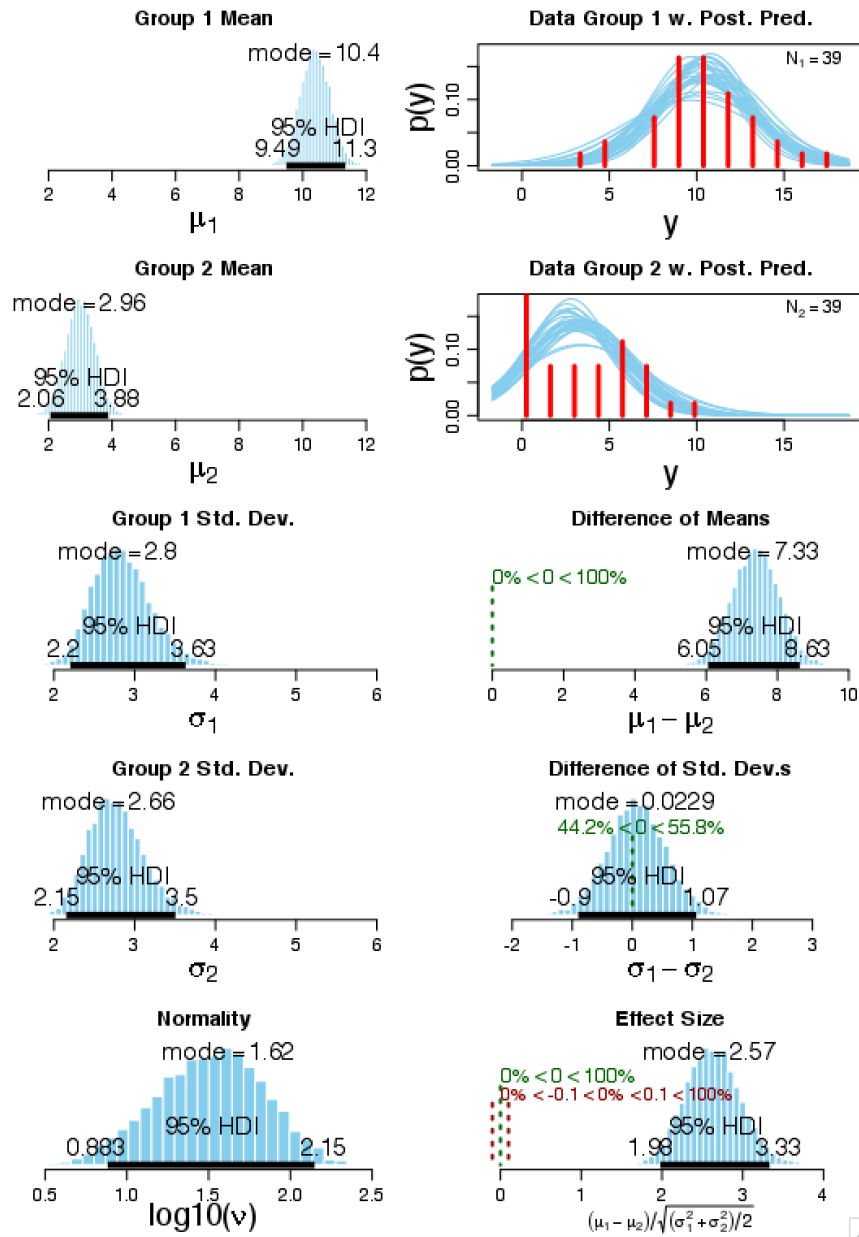 Group 1 Mean
mode = 10.4
95% HDI
9.49 11.3
2 4 6 8 10 12
μ1
Data Group 1 w. Post. Pred.
N1 = 39
p(y)
0.00 0.10
0 5 10 15
y
Group 2 Mean
mode = 2.96
95% HDI
2.06 3.88
2 4 6 8 10 12
μ2
Data Group 2 w. Post. Pred.
N2 = 39
p(y)
0.00 0.10
0 5 10 15
y
Group 1 Std. Dev.
mode = 2.8
95% HDI
2.2 3.63
2 3 4 5 6
σ1
Difference of Means
mode = 7.33
0% < 0 < 100%
95% HDI
6.05 8.63
0 2 4 6 8 10
μ1 − μ2
Group 2 Std. Dev.
mode = 2.66
95% HDI
2.15 3.5
2 3 4 5 6
σ2
Difference of Std. Dev.s
mode = 0.0229
44.2% < 0 < 55.8%
95% HDI
-0.9 1.07
-2 -1 0 1 2 3
σ1 − σ2
Normality
mode = 1.62
95% HDI
0.883 2.15
0.5 1.0 1.5 2.0 2.5
log10(ν)
Effect Size
mode = 2.57
0% < 0 < 100%
0% < -0.1 < 0% < 0.1 < 100%
95% HDI
1.98 3.33
0 1 2 3 4
(μ1 − μ2)/√(σ1² + σ2²)/2